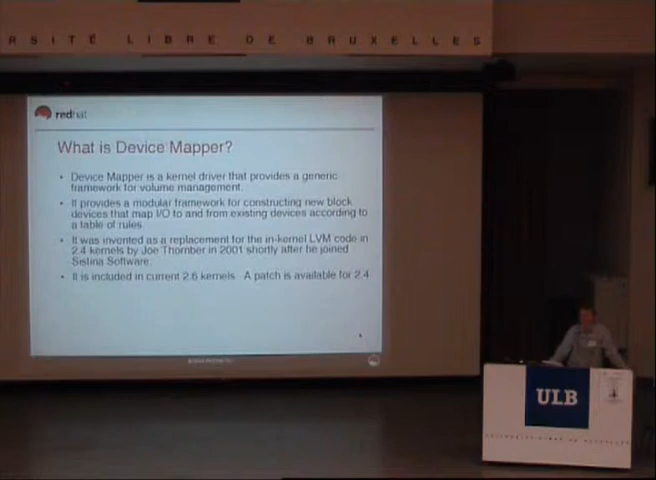 RSITÉ LIBRE DE BRUXELLES
redhat
What is Device Mapper?
• Device Mapper is a kernel driver that provides a generic
framework for volume management.
• It provides a modular framework for constructing new block
devices that map I/O to and from existing devices according to
a table of rules
• It was invented as a replacement for the in-kernel LVM code in
2.4 kernels by Joe Thornber in 2001 shortly after he joined
Sistina Software.
• It is included in current 2.6 kernels. A patch is available for 2.4
ULB